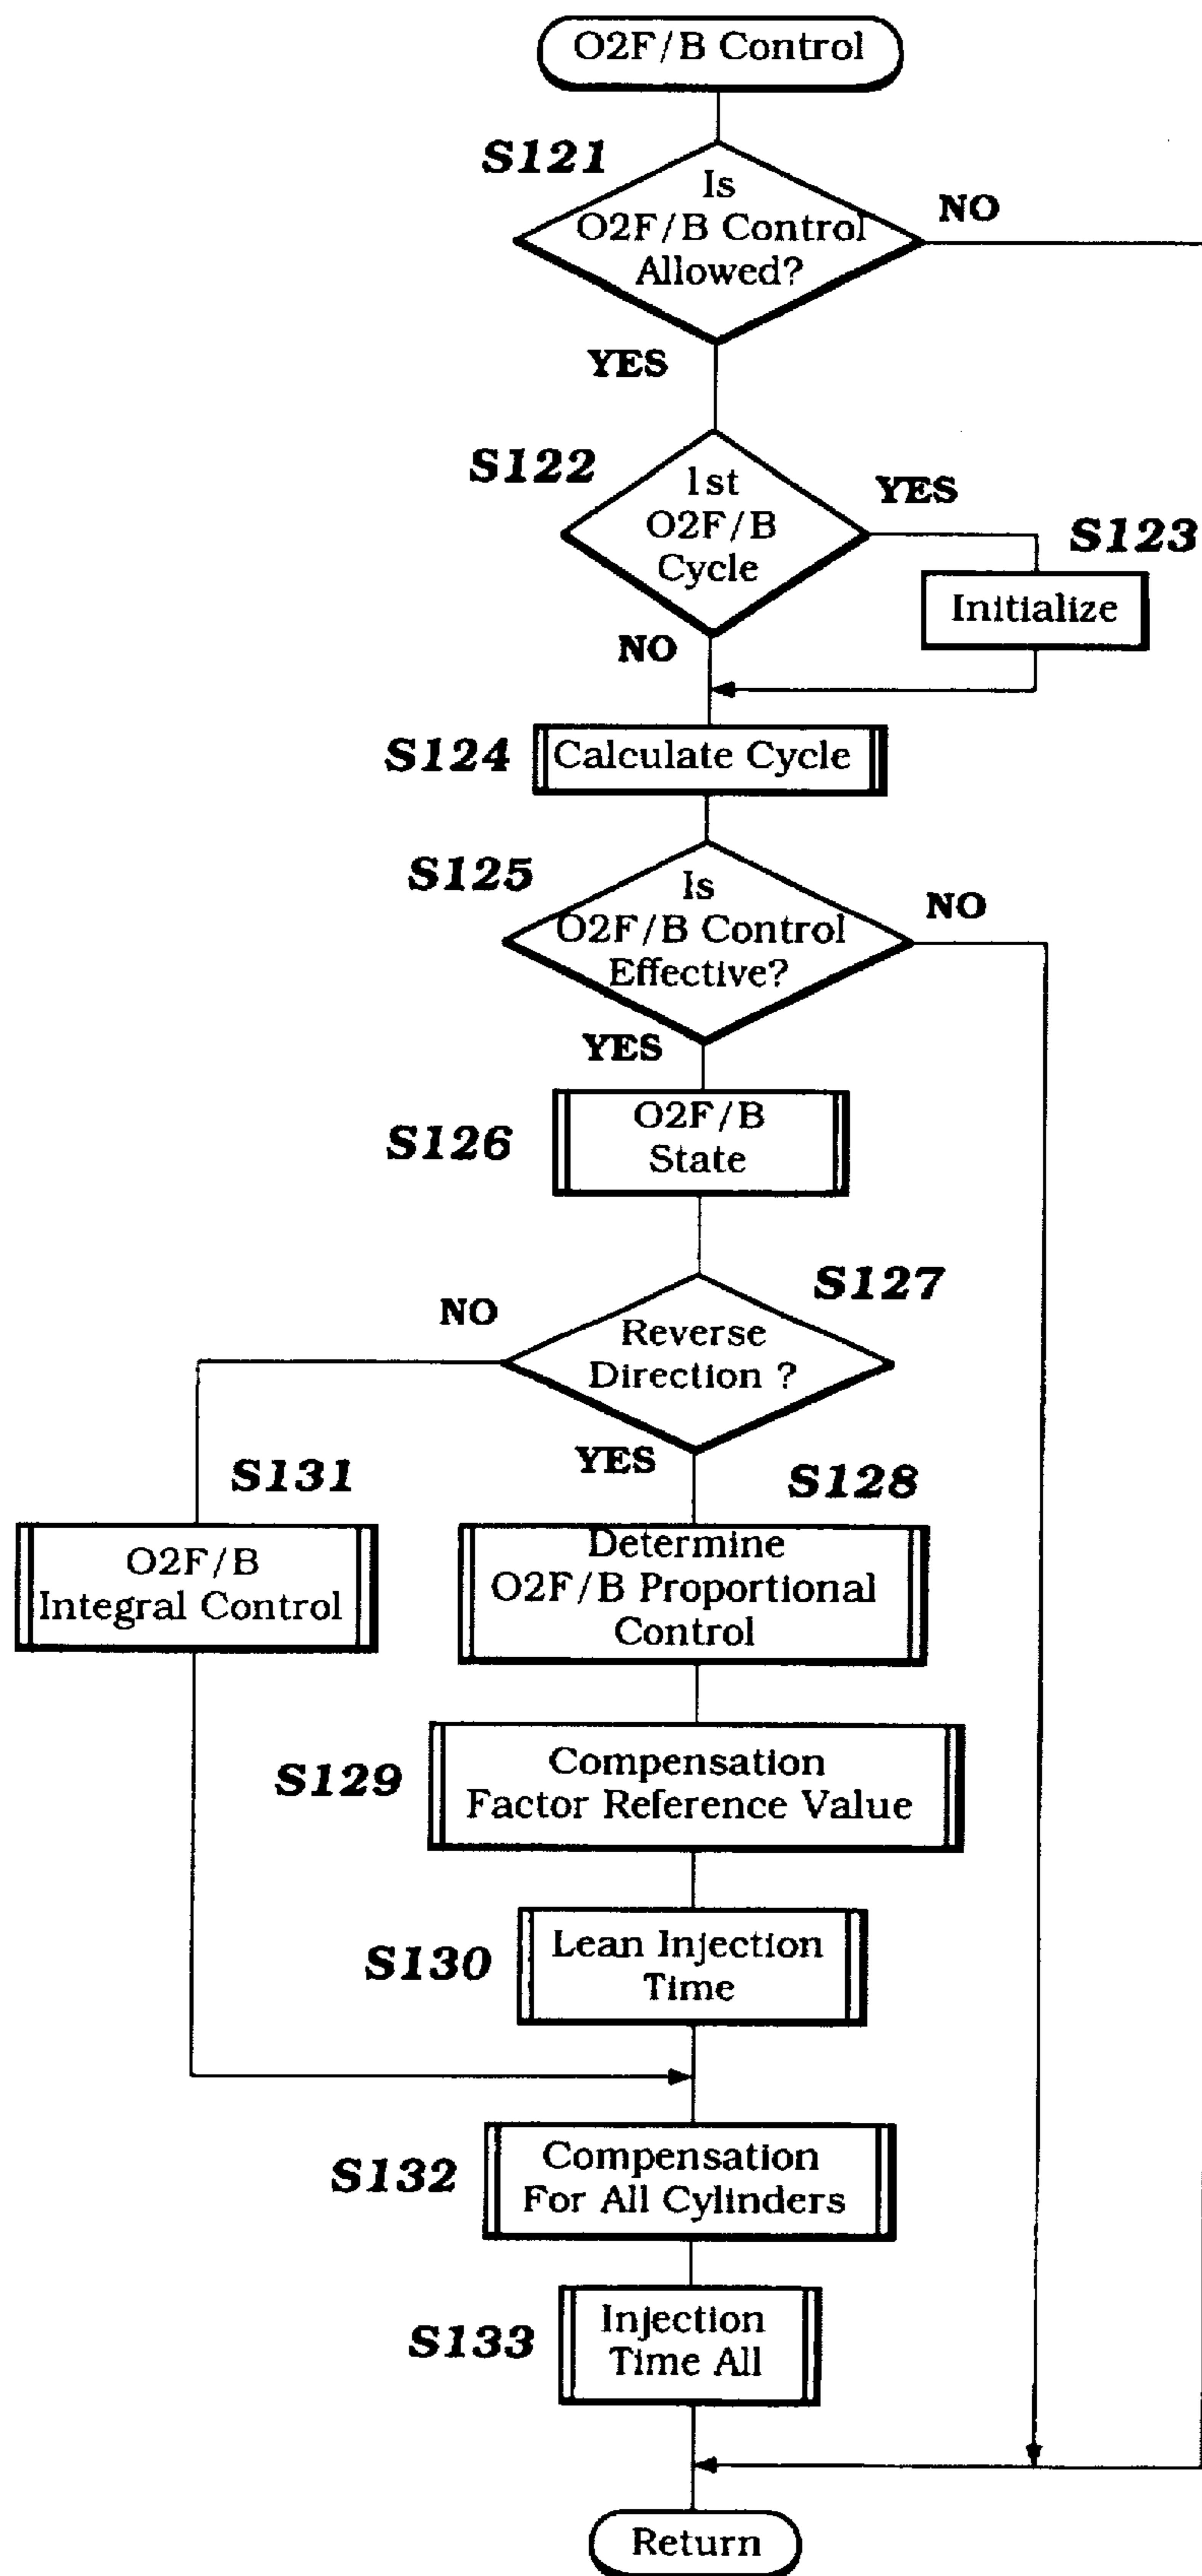 O2F/B Control
S121
Is
O2F/B Control
Allowed?
NO
YES
S122
1st
O2F/B
Cycle
YES
S123
Initialize
NO
S124
Calculate Cycle
S125
Is
O2F/B Control
Effective?
NO
YES
S126
O2F/B
State
S127
NO
Reverse
Direction ?
YES
S131
S128
O2F/B
Integral Control
Determine
O2F/B Proportional
Control
S129
Compensation
Factor Reference Value
S130
Lean Injection
Time
S132
Compensation
For All Cylinders
S133
Injection
Time All
Return